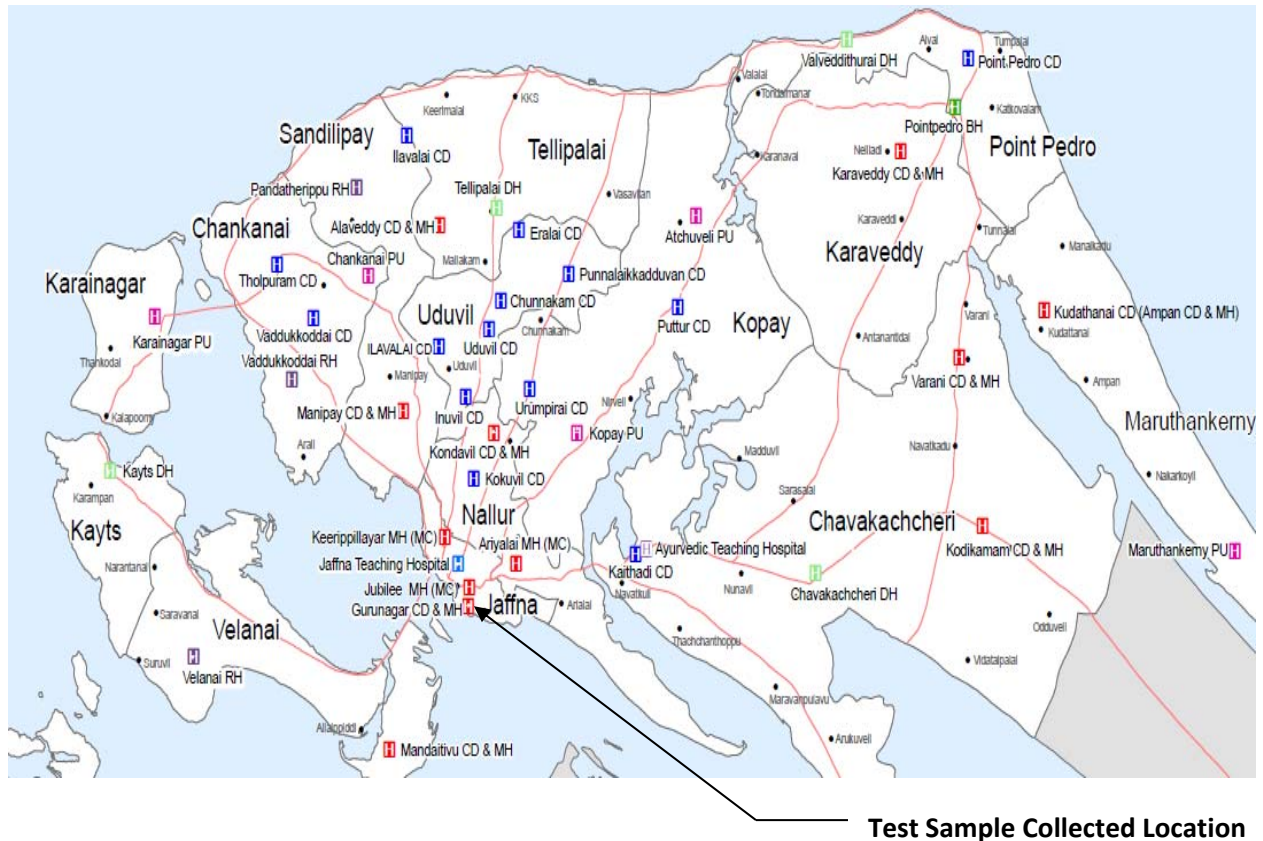 Valveddithurai DH
Alvai
Tumpalai
Point Pedro CD
Valalai
Tondaimanar
Keerimalai
KKS
Katkovalam
Pointpedro BH
Point Pedro
Sandilipay
Ilavalai CD
Tellipalai
Nelliadi
Karaveddy CD & MH
Karanavai
Pandatherippu RH
Tellipalai DH
Vasavilan
Atchuveli PU
Karaveddi
Chankanai
Alaveddy CD & MH
Eralai CD
Tunnalai
Manalkadu
Karaveddy
Mallakam
Chankanai PU
Punnalaikkadduvan CD
Karainagar
Tholpuram CD
Chunnakam CD
Uduvil
Chunnakam
Puttur CD
Kopay
Varani
Kudathanai CD (Ampan CD & MH)
Kudattanai
Karainagar PU
Vaddukkoddai CD
Uduvil CD
Antanantidal
Thankodai
ILAVALAI CD
Vaddukkoddai RH
Uduvil
Manipay
Varani CD & MH
Ampan
Inuvil CD
Urumpirai CD
Nirveli
Kalapoomy
Manipay CD & MH
Maruthankerny
Kopay PU
Arali
Kondavil CD & MH
Navatkadu
Madduvil
Kayts DH
Karampan
Kokuvil CD
Nakarkoyil
Sarasalai
Kayts
Nallur
Chavakachcheri
Keerippillayar MH (MC)
Ariyalai MH (MC)
Ayurvedic Teaching Hospital
Kodikamam CD & MH
Maruthankerny PU
Jaffna Teaching Hospital
Kaithadi CD
Narantanai
Navatkuli
Nunavil
Jubilee MH (MC)
Chavakachcheri DH
Gurunagar CD & MH
Jaffna
Arialai
Saravanai
Odduveli
Velanai
Thachchanthoppu
Suruvil
Velanai RH
Vidatalpalai
Maravanpulavu
Allaippiddi
Mandaitivu CD & MH
Arukuveli
Test Sample Collected Location